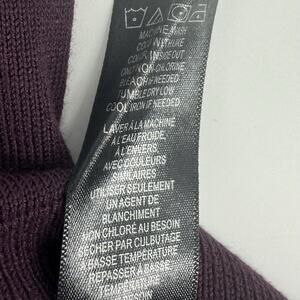 MACHINE WASH
COLD WITH LIKE
COLORS INSIDE OUT
ONLY NON-CHLORINE
BLEACH IF NEEDED
TUMBLE DRY LOW
COOL IRON IF NEEDED
LAVER À LA MACHINE
À L'EAU FROIDE,
À L'ENVERS,
AVEC COULEURS
SIMILAIRES
UTILISER SEULEMENT
UN AGENT DE
BLANCHIMENT
NON CHLORÉ AU BESOIN
SÉCHER PAR CULBUTAGE
BASSE TEMPÉRATURE
REPASSER À BASSE
TEMPÉRATURE